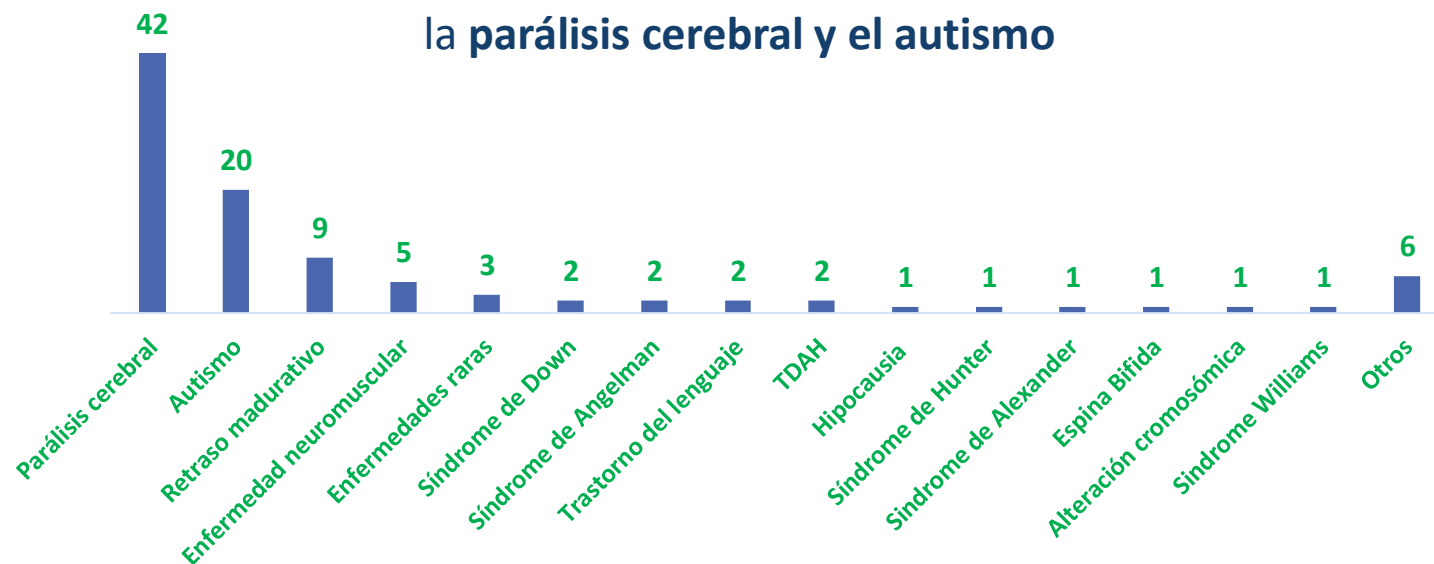 la parálisis cerebral y el autismo
42
20
9
5
3
2
2
2
2
1
1
1
1
1
1
6
Parálisis cerebral
Autismo
Retraso madurativo
Enfermedad neuromuscular
Enfermedades raras
Síndrome de Down
Síndrome de Angelman
Trastorno del lenguaje
TDAH
Hipocausia
Síndrome de Hunter
Sindrome de Alexander
Espina Bifida
Alteración cromosómica
Sindrome Williams
Otros